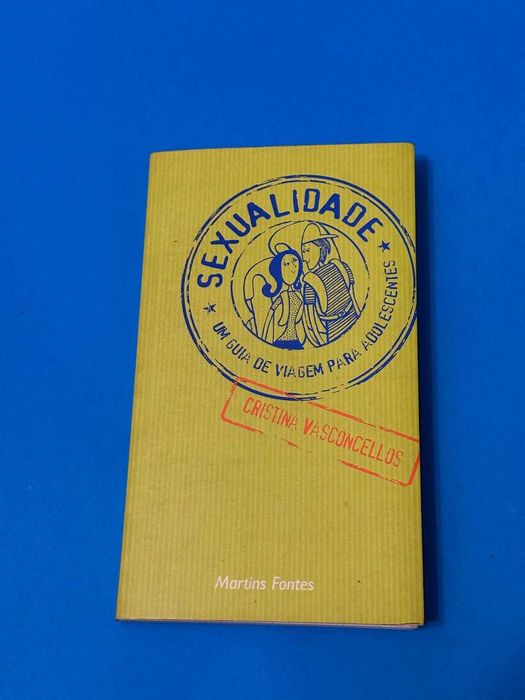 SEXUALIDADE
UM GUIA DE VIAGEM PARA ADOLESCENTES
CRISTINA VASCONCELLOS
Martins Fontes